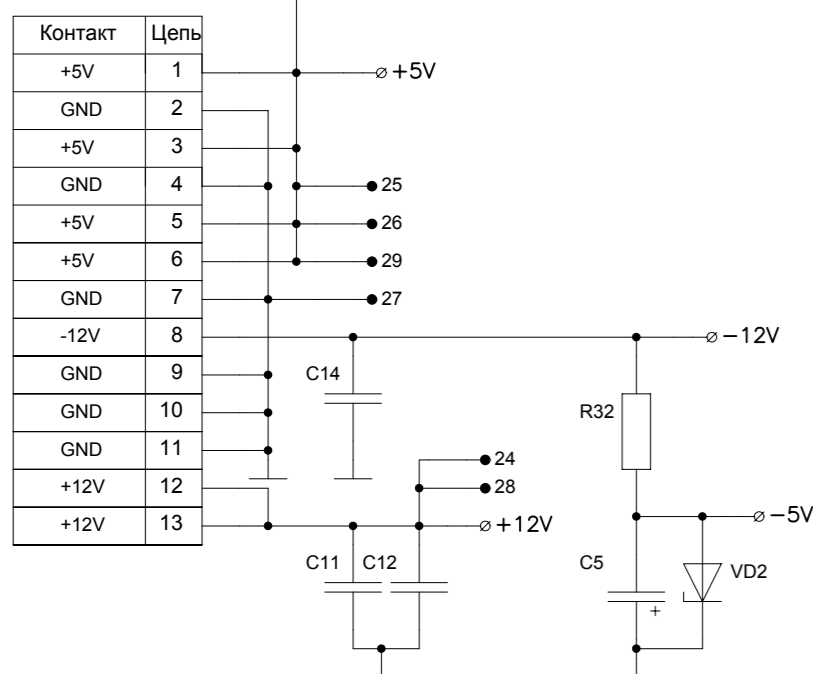 Контакт Цепь
+5V 1
+5V
GND 2
+5V 3
GND 4
25
+5V 5
26
+5V 6
29
GND 7
27
-12V 8
−12V
GND 9
C14
GND 10
R32
GND 11
24
+12V 12
28
+12V 13
+12V
−5V
C11 C12
C5
VD2
+